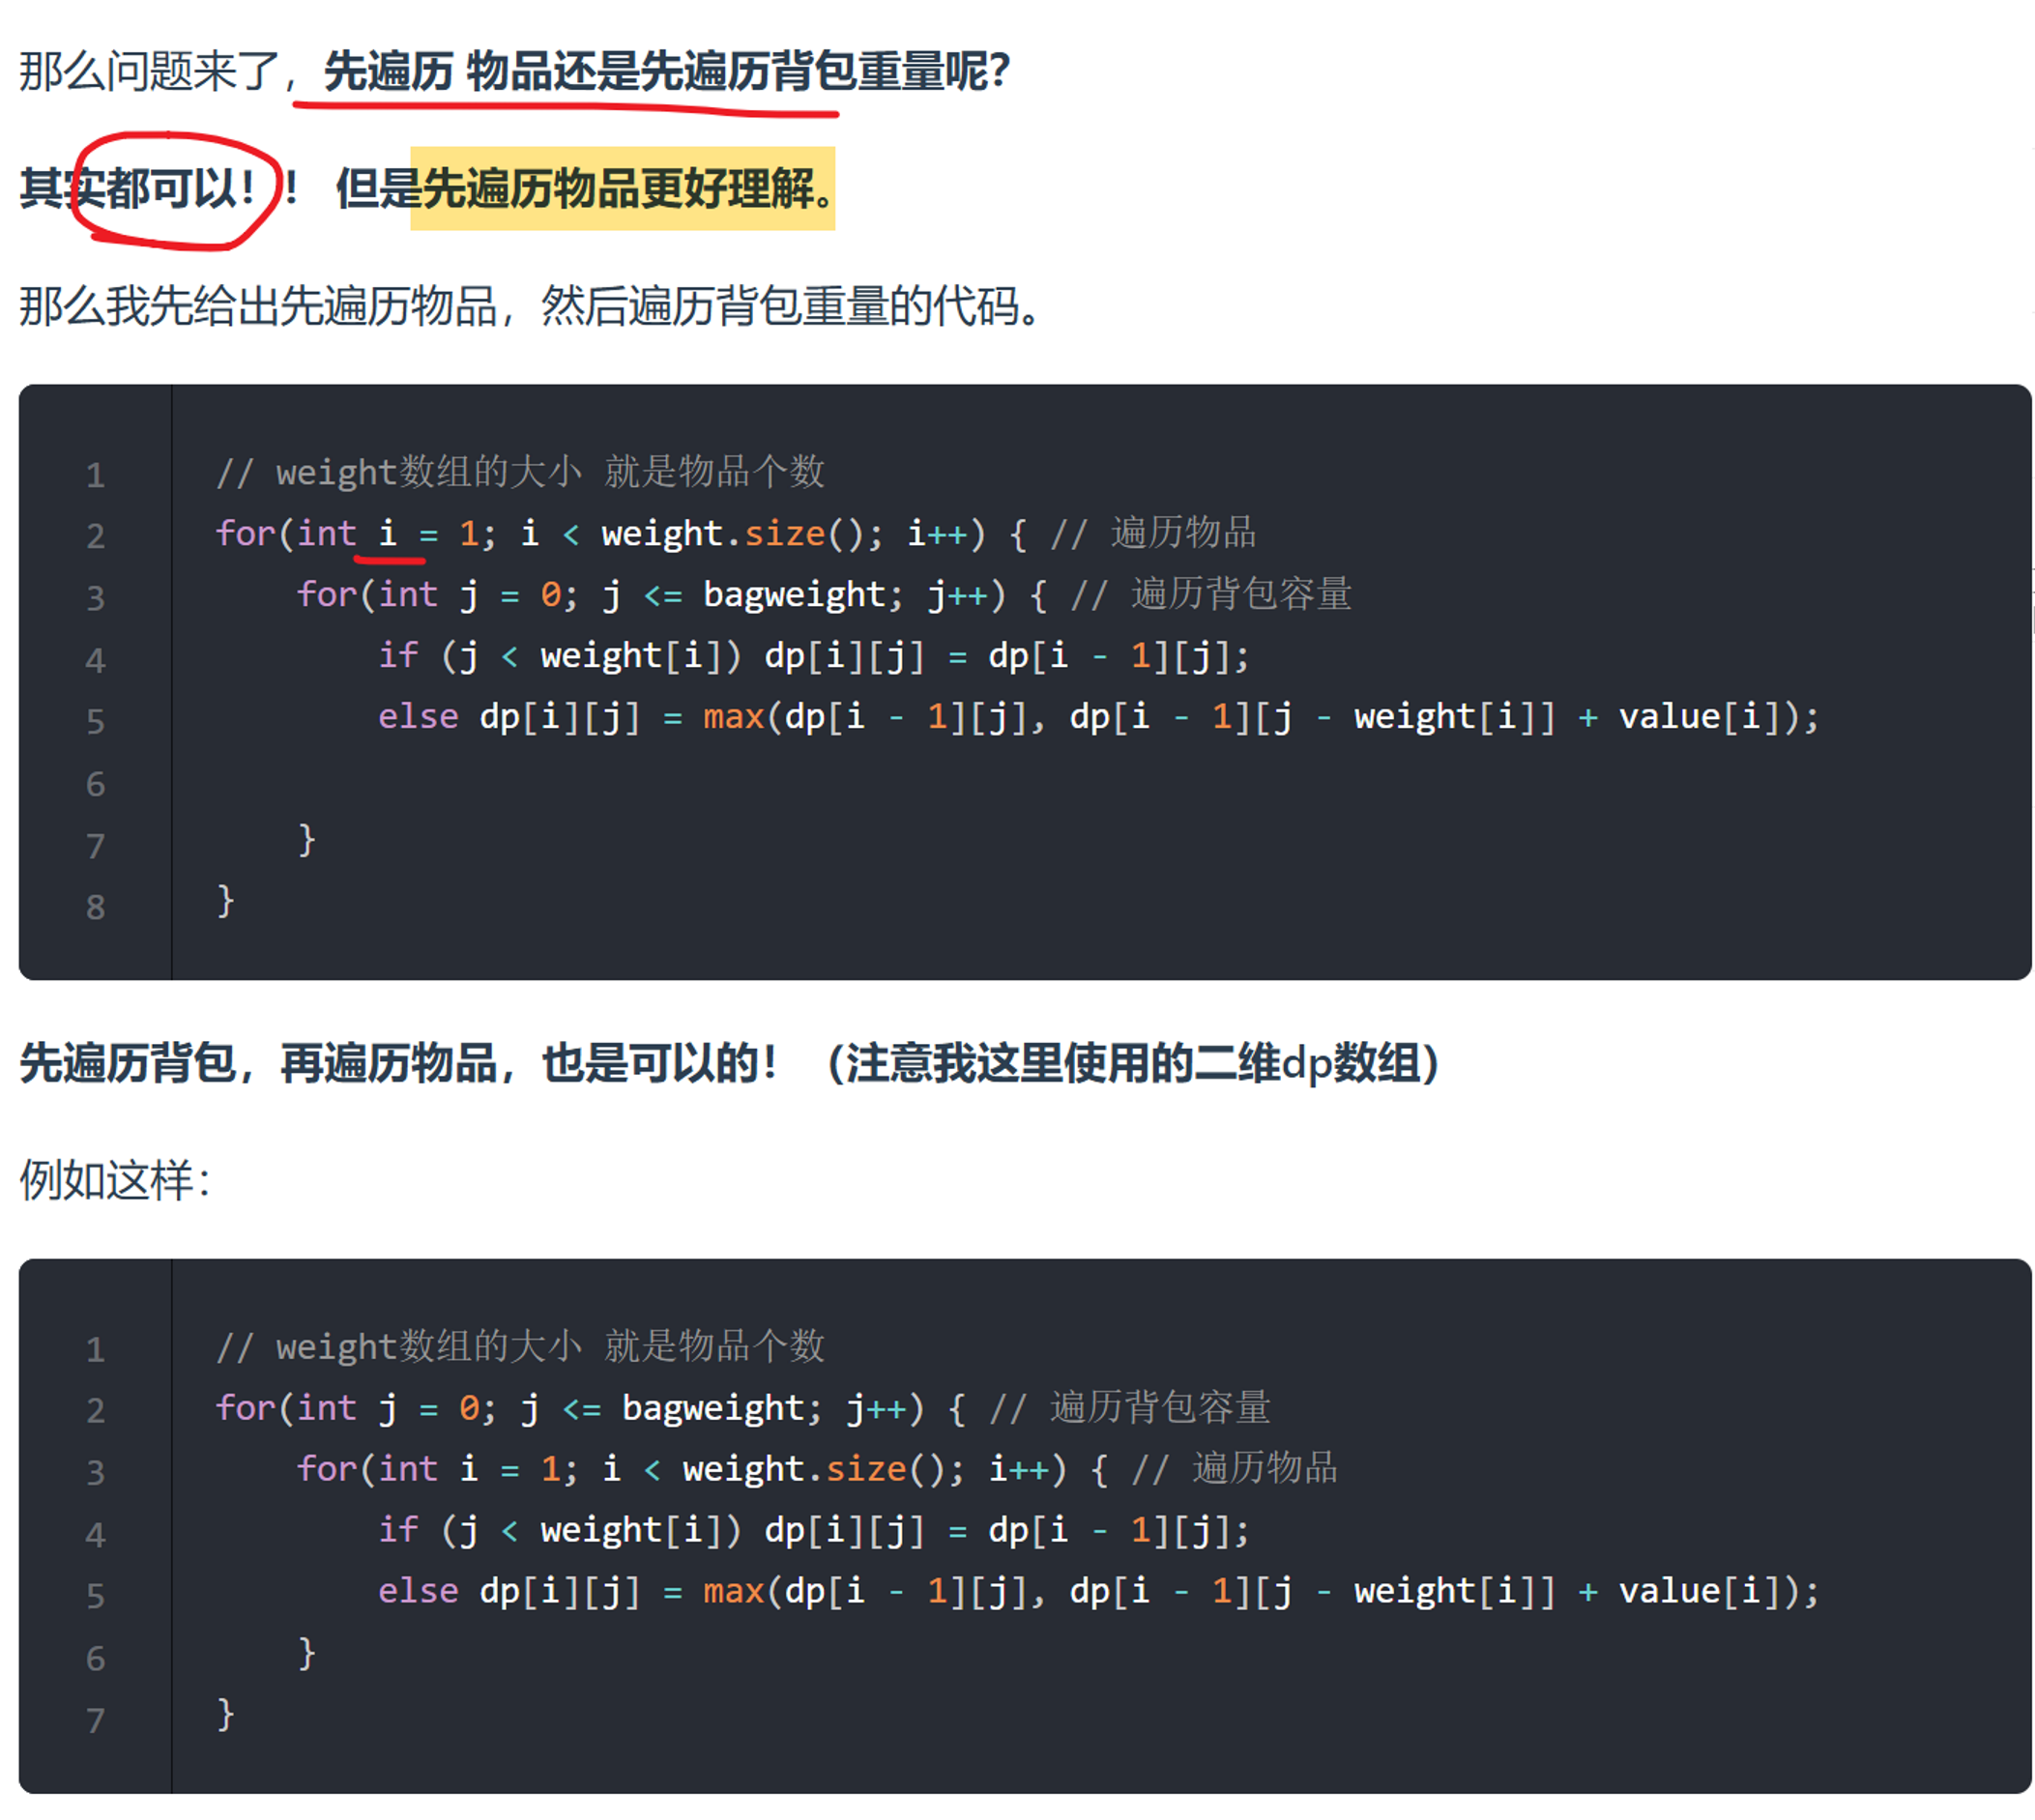 那么问题来了，先遍历 物品还是先遍历背包重量呢？
其实都可以！！ 但是先遍历物品更好理解。
那么我先给出先遍历物品，然后遍历背包重量的代码。
1 // weight数组的大小 就是物品个数
2 for(int i = 1; i < weight.size(); i++) { // 遍历物品
3 for(int j = 0; j <= bagweight; j++) { // 遍历背包容量
4 if (j < weight[i]) dp[i][j] = dp[i - 1][j];
5 else dp[i][j] = max(dp[i - 1][j], dp[i - 1][j - weight[i]] + value[i]);
6
7 }
8 }
先遍历背包，再遍历物品，也是可以的！（注意我这里使用的二维dp数组）
例如这样：
1 // weight数组的大小 就是物品个数
2 for(int j = 0; j <= bagweight; j++) { // 遍历背包容量
3 for(int i = 1; i < weight.size(); i++) { // 遍历物品
4 if (j < weight[i]) dp[i][j] = dp[i - 1][j];
5 else dp[i][j] = max(dp[i - 1][j], dp[i - 1][j - weight[i]] + value[i]);
6 }
7 }